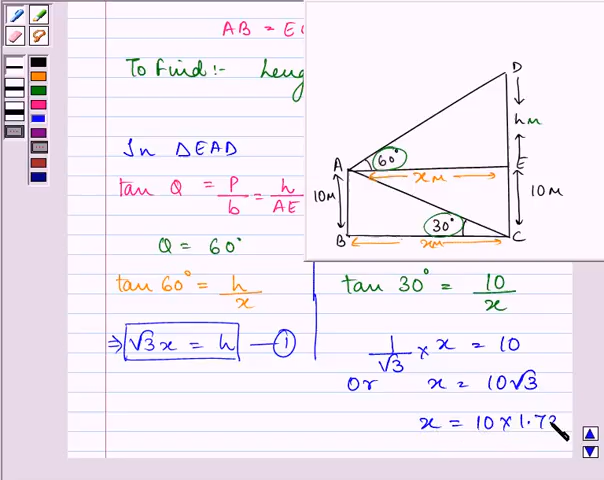 AB = E
To find :- leng
In ΔEAD
tan Q = P/b = h/AE
Q = 60°
tan 60° = h/x
⇒ √3x = h —①
D
hM
A
60°
E
xM
10M
10M
30°
B
xM
C
tan 30° = 10/x
1/√3 × x = 10
Or x = 10√3
x = 10 × 1.73